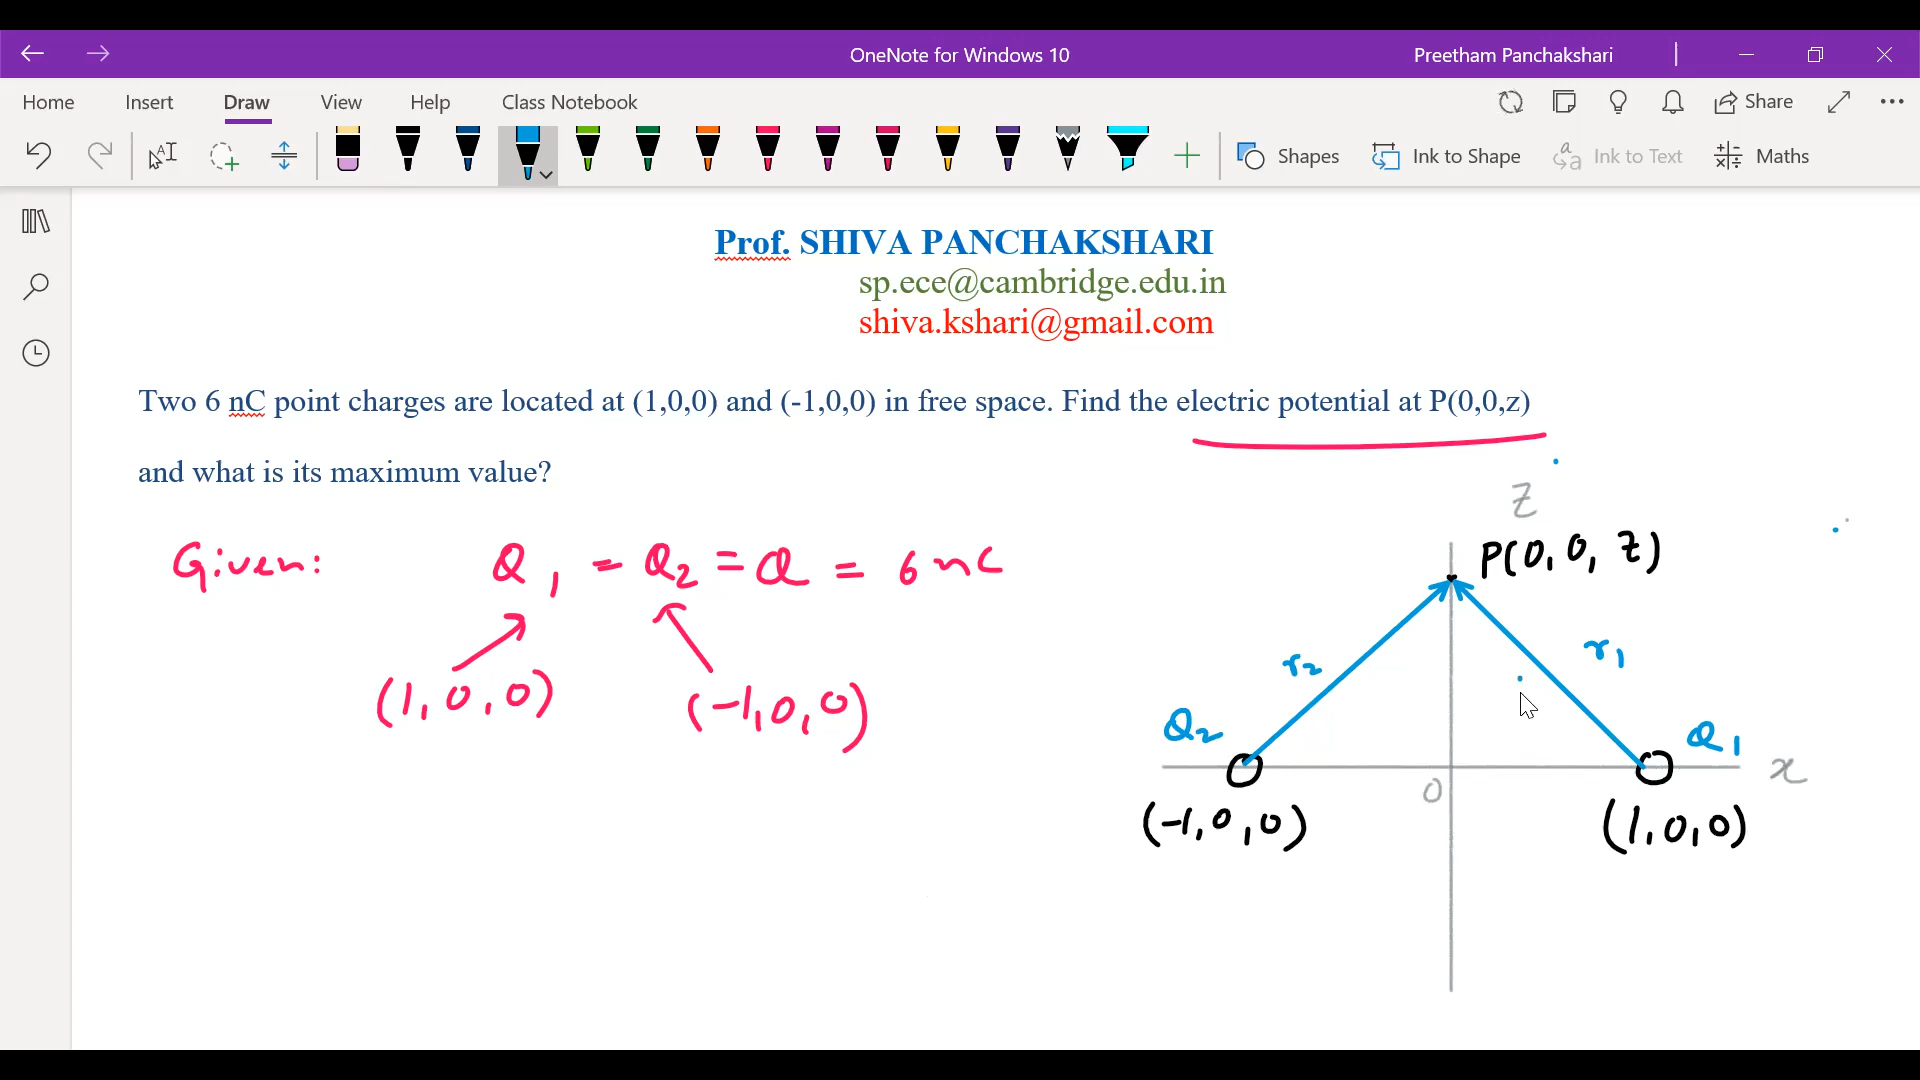 OneNote for Windows 10
Preetham Panchakshari
Home Insert Draw View Help Class Notebook
Share
Shapes
Ink to Shape
Ink to Text
Maths
Prof. SHIVA PANCHAKSHARI
sp.ece@cambridge.edu.in
shiva.kshari@gmail.com
Two 6 nC point charges are located at (1,0,0) and (-1,0,0) in free space. Find the electric potential at P(0,0,z)
and what is its maximum value?
Given: Q₁ = Q₂ = Q = 6 nC
(1, 0, 0) (-1, 0, 0)
z
P(0, 0, z)
r₂ r₁
Q₂ Q₁
x
0
(-1, 0, 0) (1, 0, 0)